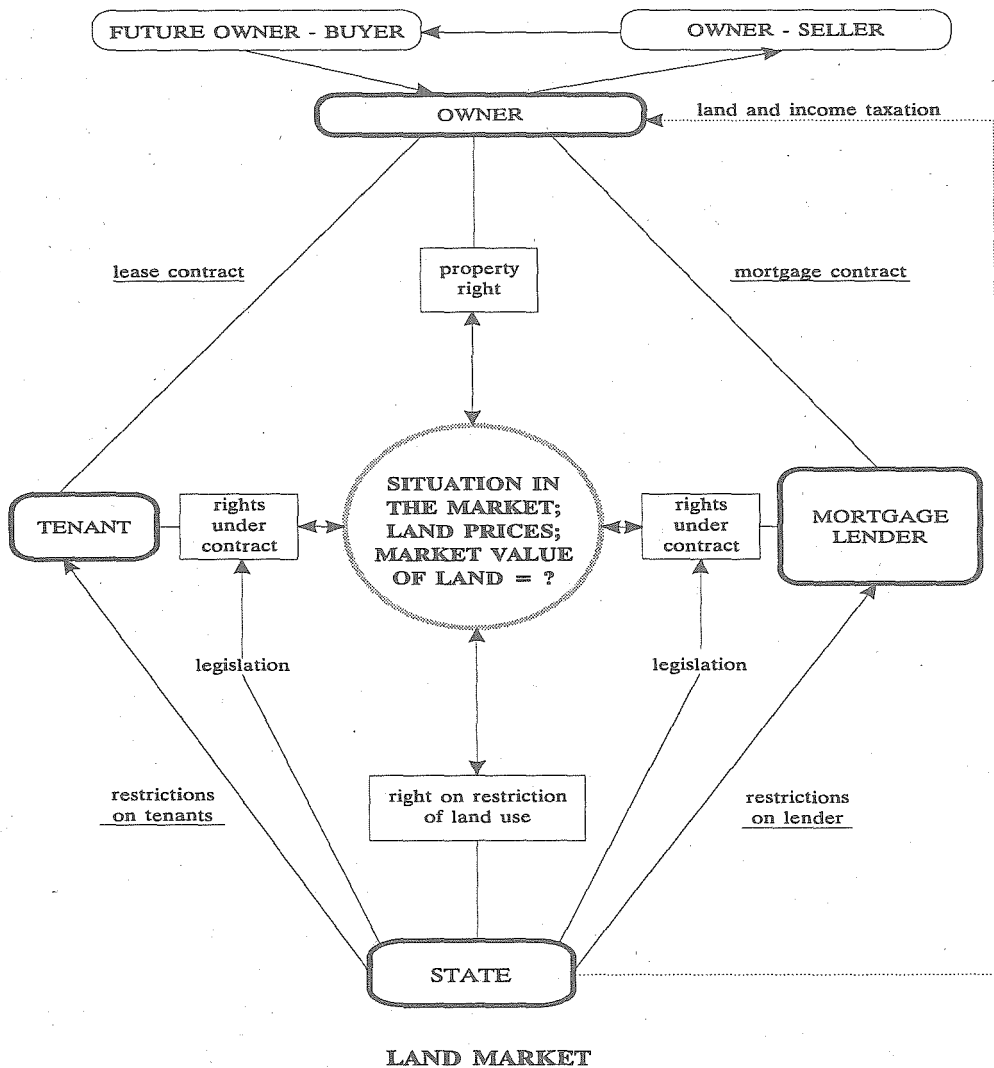 FUTURE OWNER - BUYER
OWNER - SELLER
OWNER
land and income taxation
lease contract
property
right
mortgage contract
TENANT
rights
under
contract
SITUATION IN
THE MARKET;
LAND PRICES;
MARKET VALUE
OF LAND = ?
rights
under
contract
MORTGAGE
LENDER
legislation
legislation
restrictions
on tenants
right on restriction
of land use
restrictions
on lender
STATE
LAND MARKET